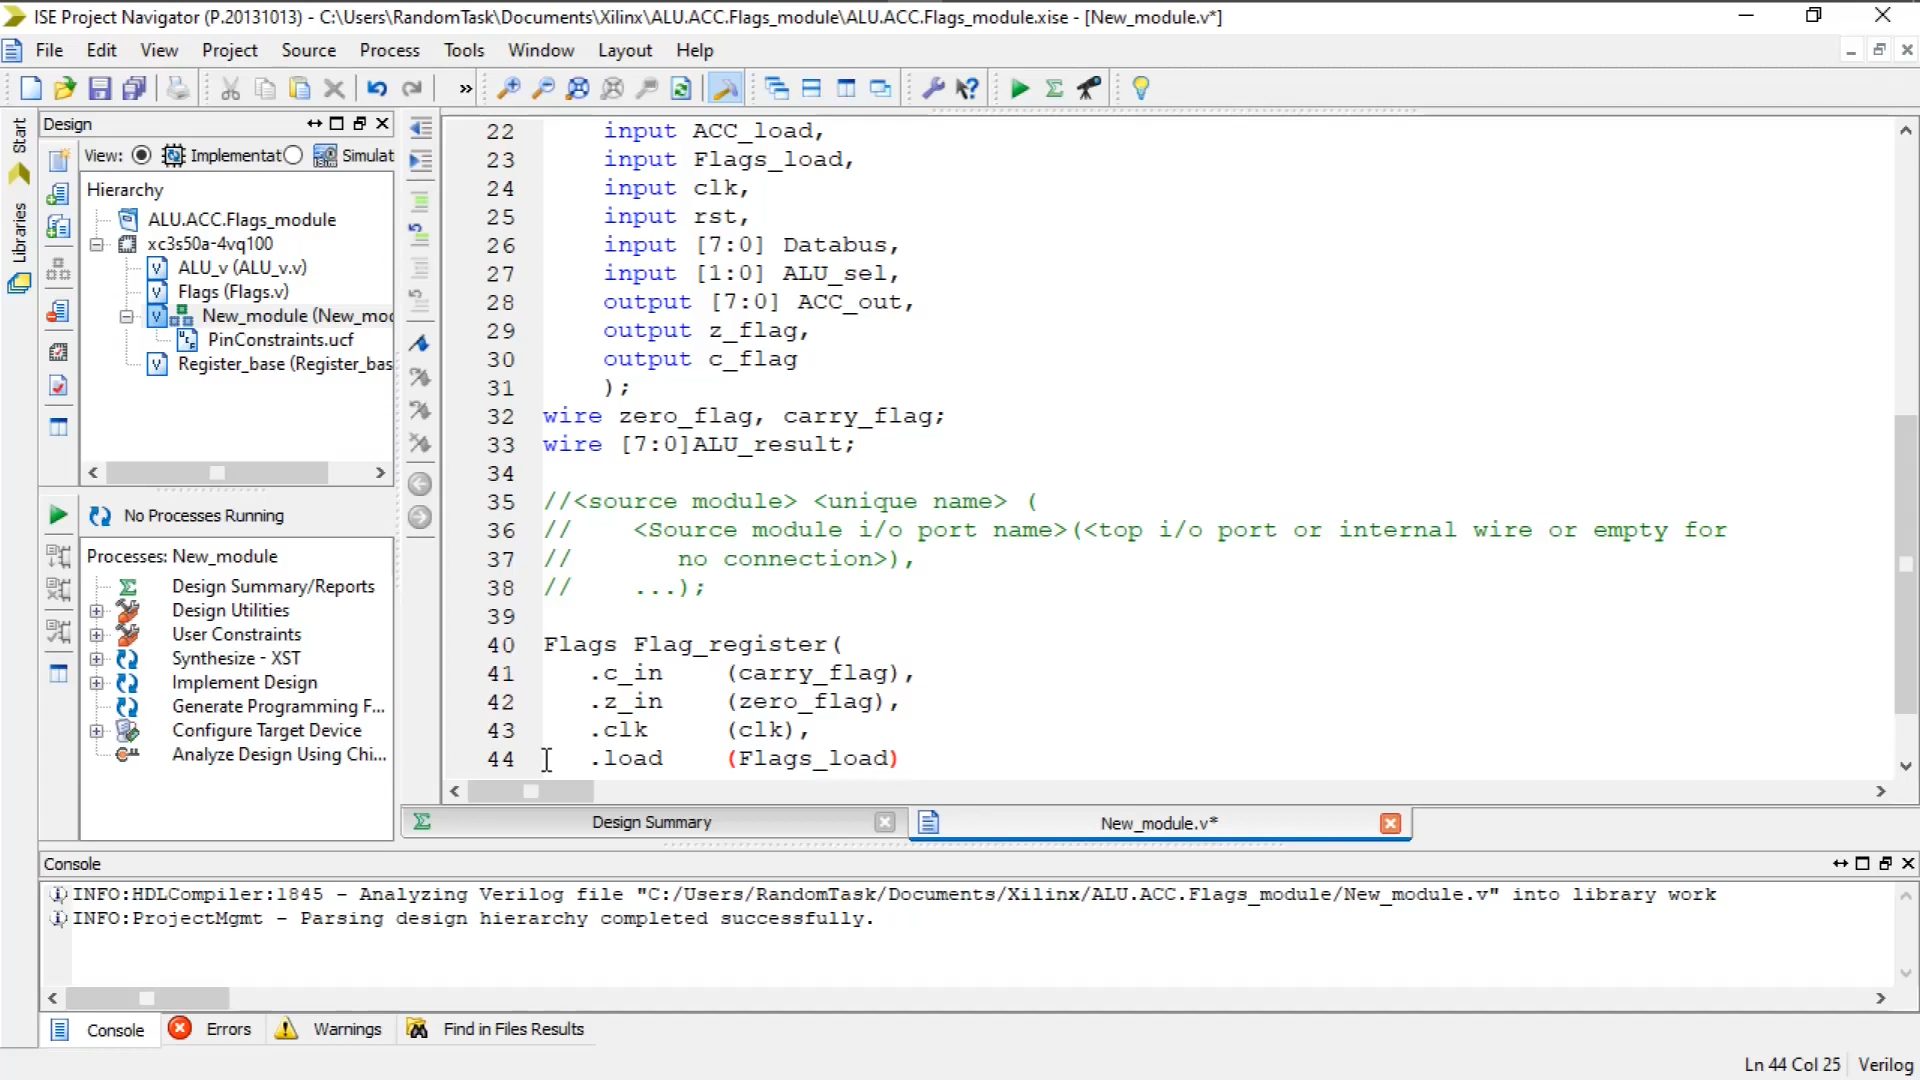 ISE Project Navigator (P.20131013) - C:\Users\RandomTask\Documents\Xilinx\ALU.ACC.Flags_module\ALU.ACC.Flags_module.xise - [New_module.v*]
File Edit View Project Source Process Tools Window Layout Help
Start
Libraries
Design
View: Implementat Simulat
Hierarchy
ALU.ACC.Flags_module
xc3s50a-4vq100
ALU_v (ALU_v.v)
Flags (Flags.v)
New_module (New_moc
PinConstraints.ucf
Register_base (Register_bas
No Processes Running
Processes: New_module
Design Summary/Reports
Design Utilities
User Constraints
Synthesize - XST
Implement Design
Generate Programming F...
Configure Target Device
Analyze Design Using Chi...
22 input ACC_load,
23 input Flags_load,
24 input clk,
25 input rst,
26 input [7:0] Databus,
27 input [1:0] ALU_sel,
28 output [7:0] ACC_out,
29 output z_flag,
30 output c_flag
31 );
32 wire zero_flag, carry_flag;
33 wire [7:0]ALU_result;
34
35 //<source module> <unique name> (
36 // <Source module i/o port name>(<top i/o port or internal wire or empty for
37 // no connection>),
38 // ...);
39
40 Flags Flag_register(
41 .c_in (carry_flag),
42 .z_in (zero_flag),
43 .clk (clk),
44 .load (Flags_load)
Design Summary
New_module.v*
Console
INFO:HDLCompiler:1845 - Analyzing Verilog file "C:/Users/RandomTask/Documents/Xilinx/ALU.ACC.Flags_module/New_module.v" into library work
INFO:ProjectMgmt - Parsing design hierarchy completed successfully.
Console Errors Warnings Find in Files Results
Ln 44 Col 25 Verilog